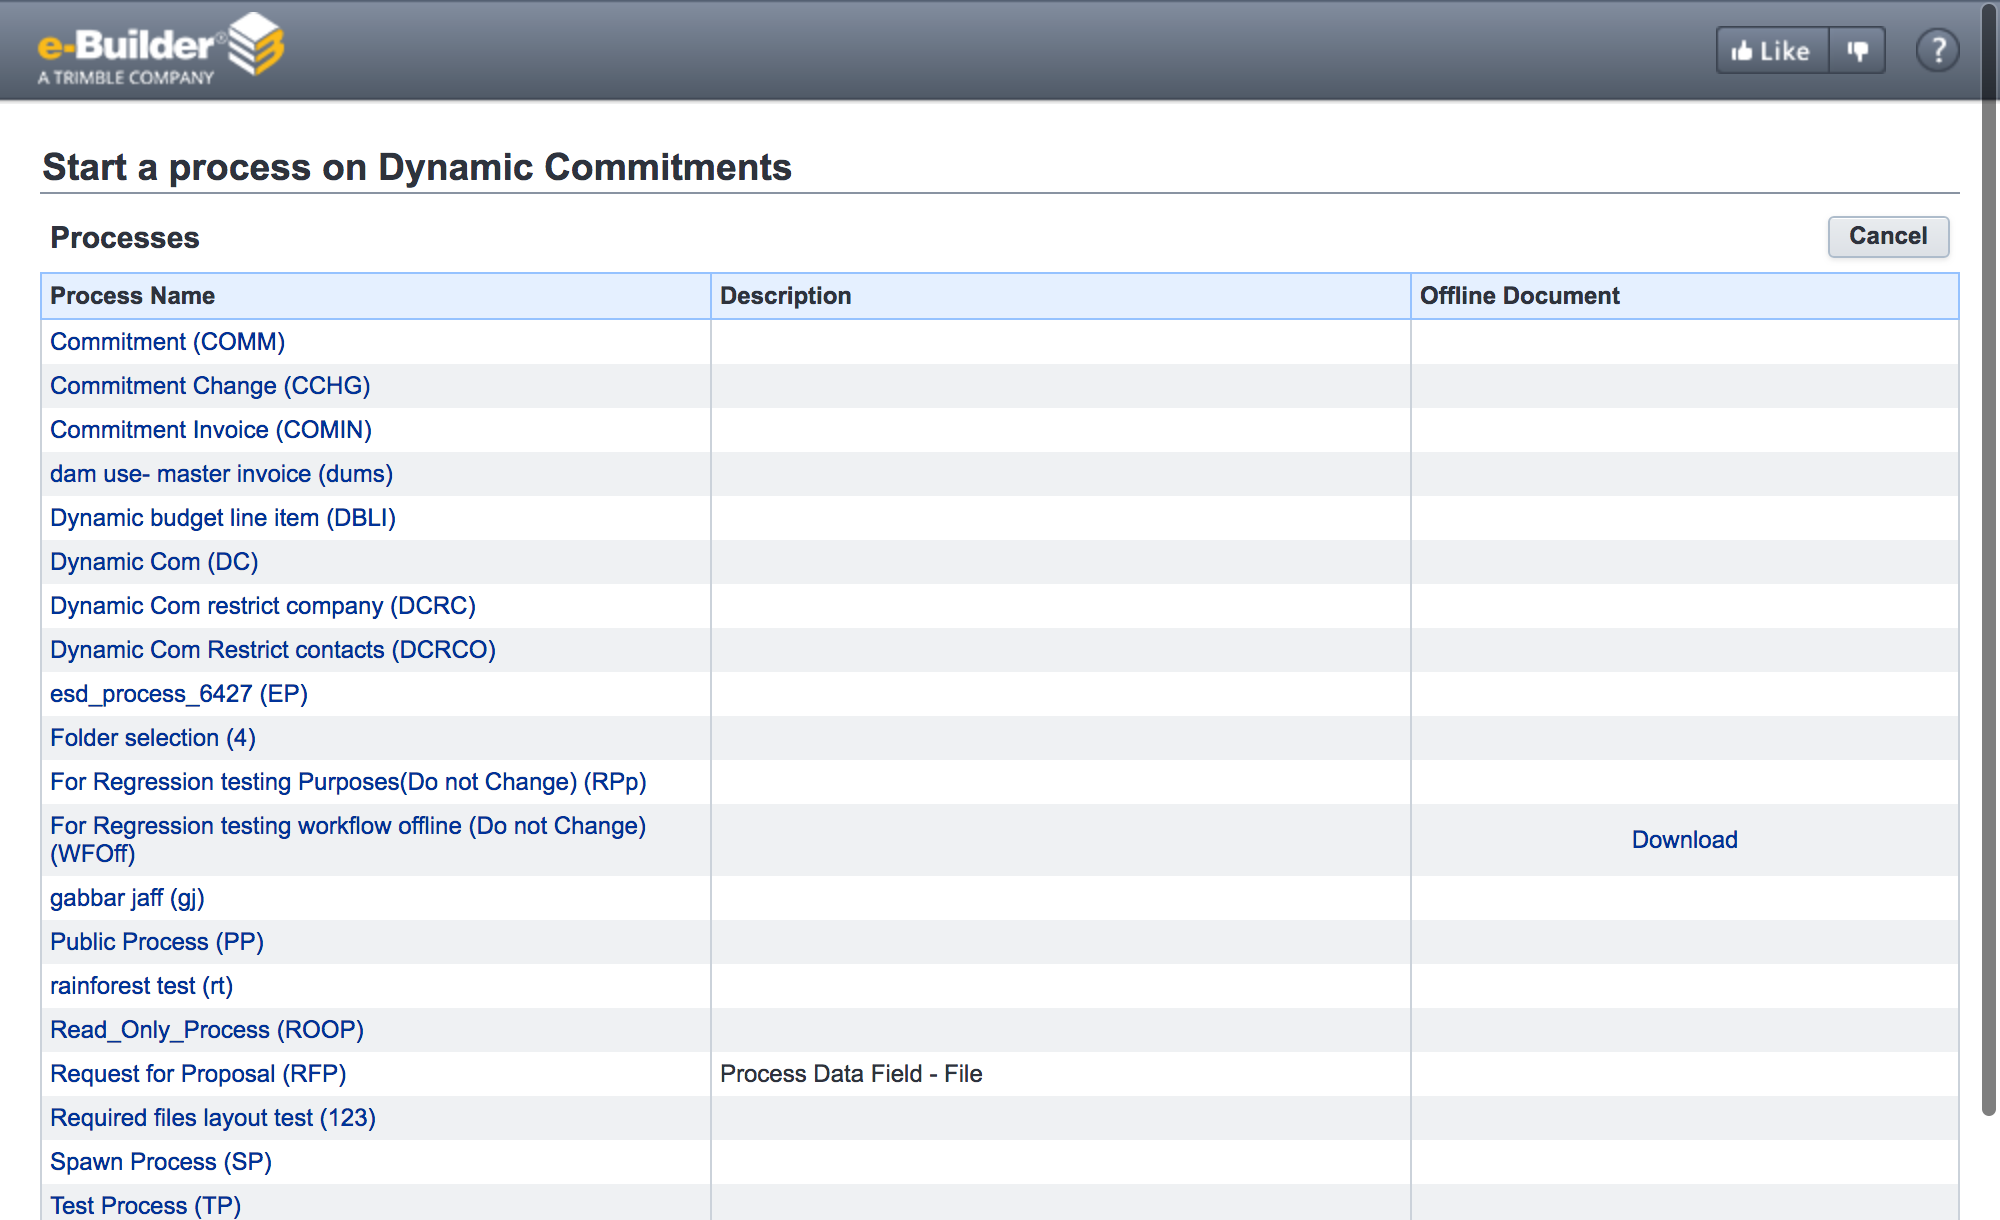 e-Builder®
A TRIMBLE COMPANY
Like
?
Start a process on Dynamic Commitments
Processes
Cancel
Process Name Description Offline Document
Commitment (COMM)
Commitment Change (CCHG)
Commitment Invoice (COMIN)
dam use- master invoice (dums)
Dynamic budget line item (DBLI)
Dynamic Com (DC)
Dynamic Com restrict company (DCRC)
Dynamic Com Restrict contacts (DCRCO)
esd_process_6427 (EP)
Folder selection (4)
For Regression testing Purposes(Do not Change) (RPp)
For Regression testing workflow offline (Do not Change)
(WFOff)
Download
gabbar jaff (gj)
Public Process (PP)
rainforest test (rt)
Read_Only_Process (ROOP)
Request for Proposal (RFP) Process Data Field - File
Required files layout test (123)
Spawn Process (SP)
Test Process (TP)